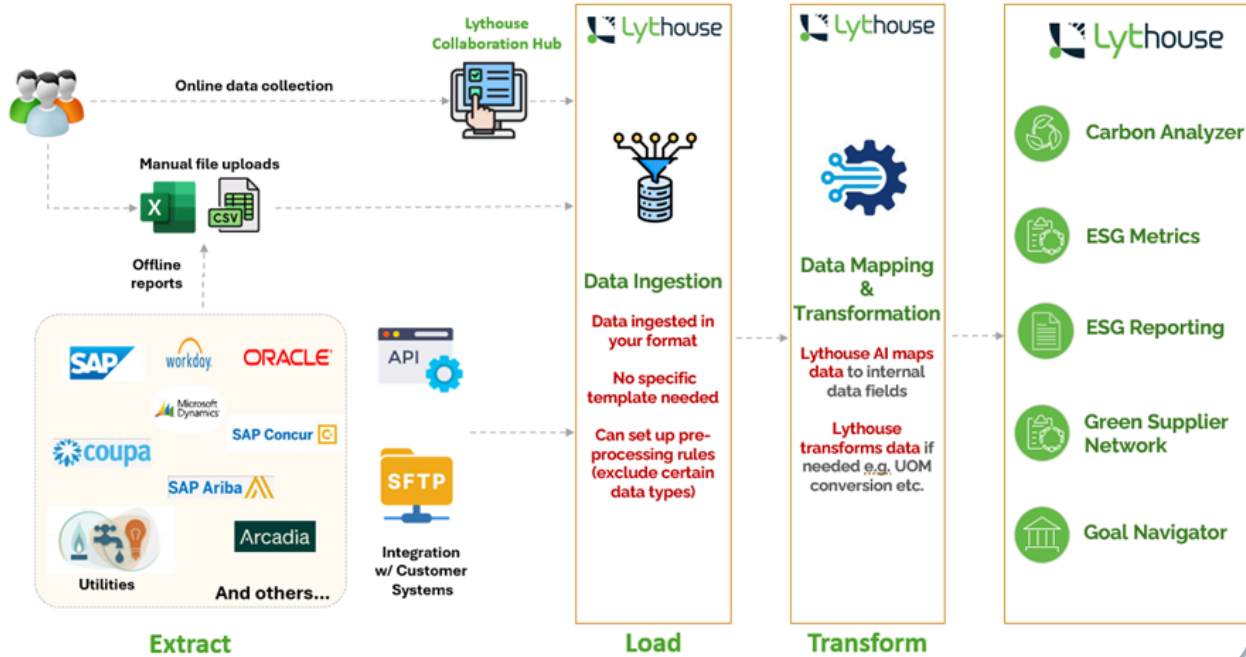 Lythouse
Collaboration Hub
Online data collection
Manual file uploads
X
CSV
Offline
reports
SAP
workday.
ORACLE®
Microsoft
Dynamics®
SAP Concur C
coupa
SAP Ariba
Arcadia
Utilities
And others...
API
SFTP
Integration
w/ Customer
Systems
Extract
Lythouse
Data Ingestion
Data ingested in
your format
No specific
template needed
Can set up pre-
processing rules
(exclude certain
data types)
Load
Lythouse
Data Mapping
&
Transformation
Lythouse AI maps
data to internal
data fields
Lythouse
transforms data if
needed e.g. UOM
conversion etc.
Transform
Lythouse
Carbon Analyzer
ESG Metrics
ESG Reporting
Green Supplier
Network
Goal Navigator